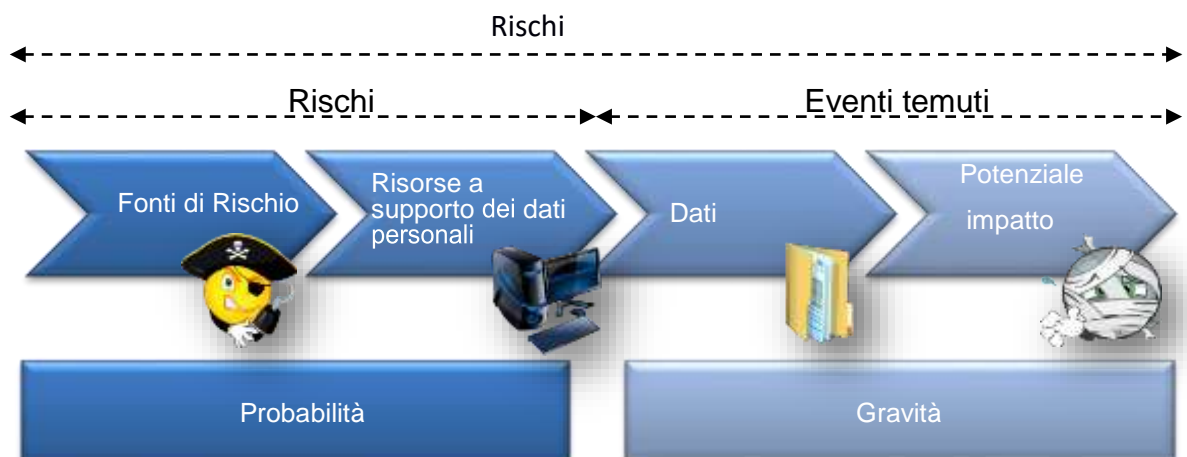 Rischi
Rischi
Eventi temuti
Fonti di Rischio
Risorse a
supporto dei dati
personali
Dati
Potenziale
impatto
Probabilità
Gravità